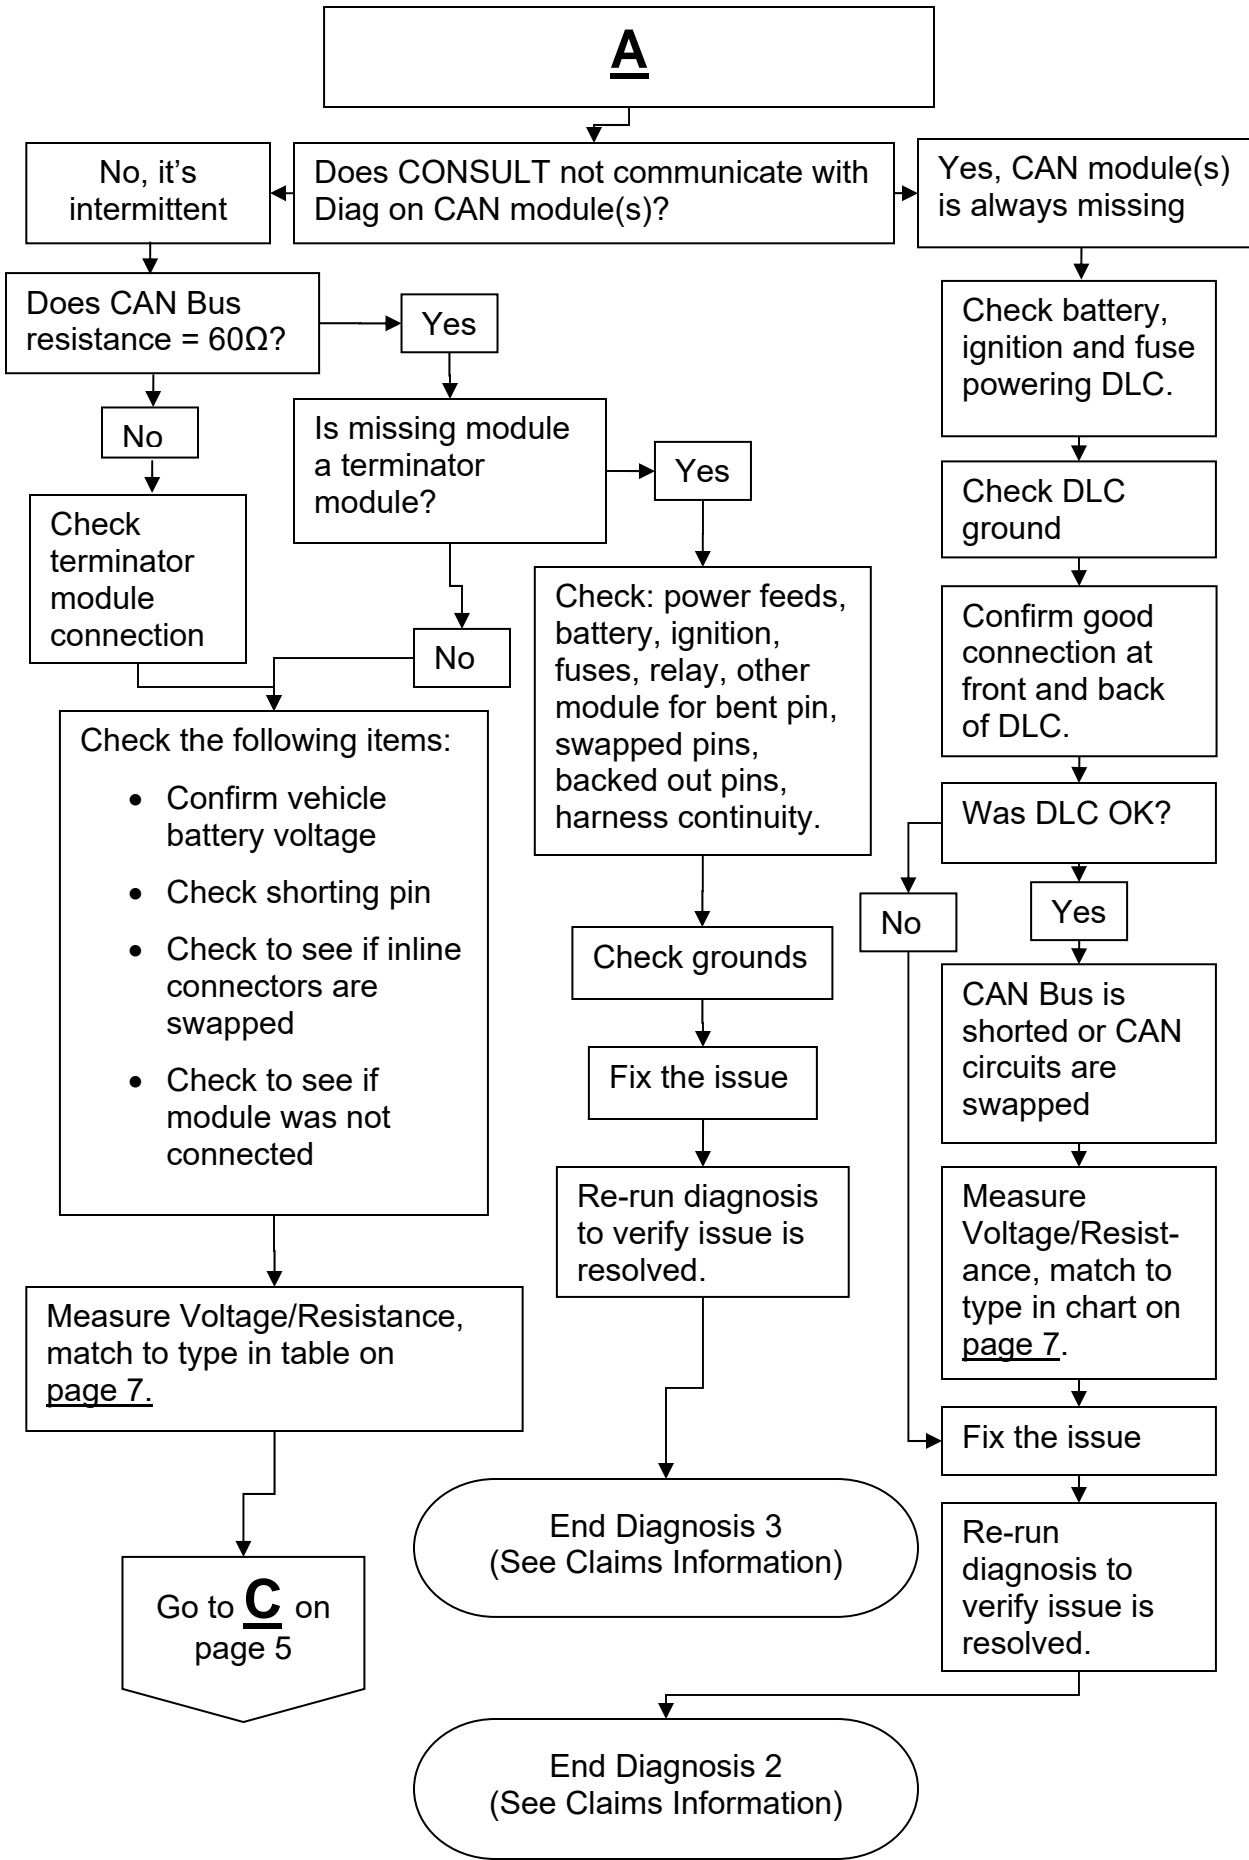 A
Does CONSULT not communicate with
Diag on CAN module(s)?
No, it’s
intermittent
Yes, CAN module(s)
is always missing
Does CAN Bus
resistance = 60Ω?
Yes
No
Check
terminator
module
connection
Is missing module
a terminator
module?
Yes
No
Check the following items:
• Confirm vehicle
battery voltage
• Check shorting pin
• Check to see if inline
connectors are
swapped
• Check to see if
module was not
connected
Measure Voltage/Resistance,
match to type in table on
page 7.
Go to C on
page 5
Check: power feeds,
battery, ignition,
fuses, relay, other
module for bent pin,
swapped pins,
backed out pins,
harness continuity.
Check grounds
Fix the issue
Re-run diagnosis
to verify issue is
resolved.
End Diagnosis 3
(See Claims Information)
Check battery,
ignition and fuse
powering DLC.
Check DLC
ground
Confirm good
connection at
front and back
of DLC.
Was DLC OK?
No
Yes
CAN Bus is
shorted or CAN
circuits are
swapped
Measure
Voltage/Resist-
ance, match to
type in chart on
page 7.
Fix the issue
Re-run
diagnosis to
verify issue is
resolved.
End Diagnosis 2
(See Claims Information)